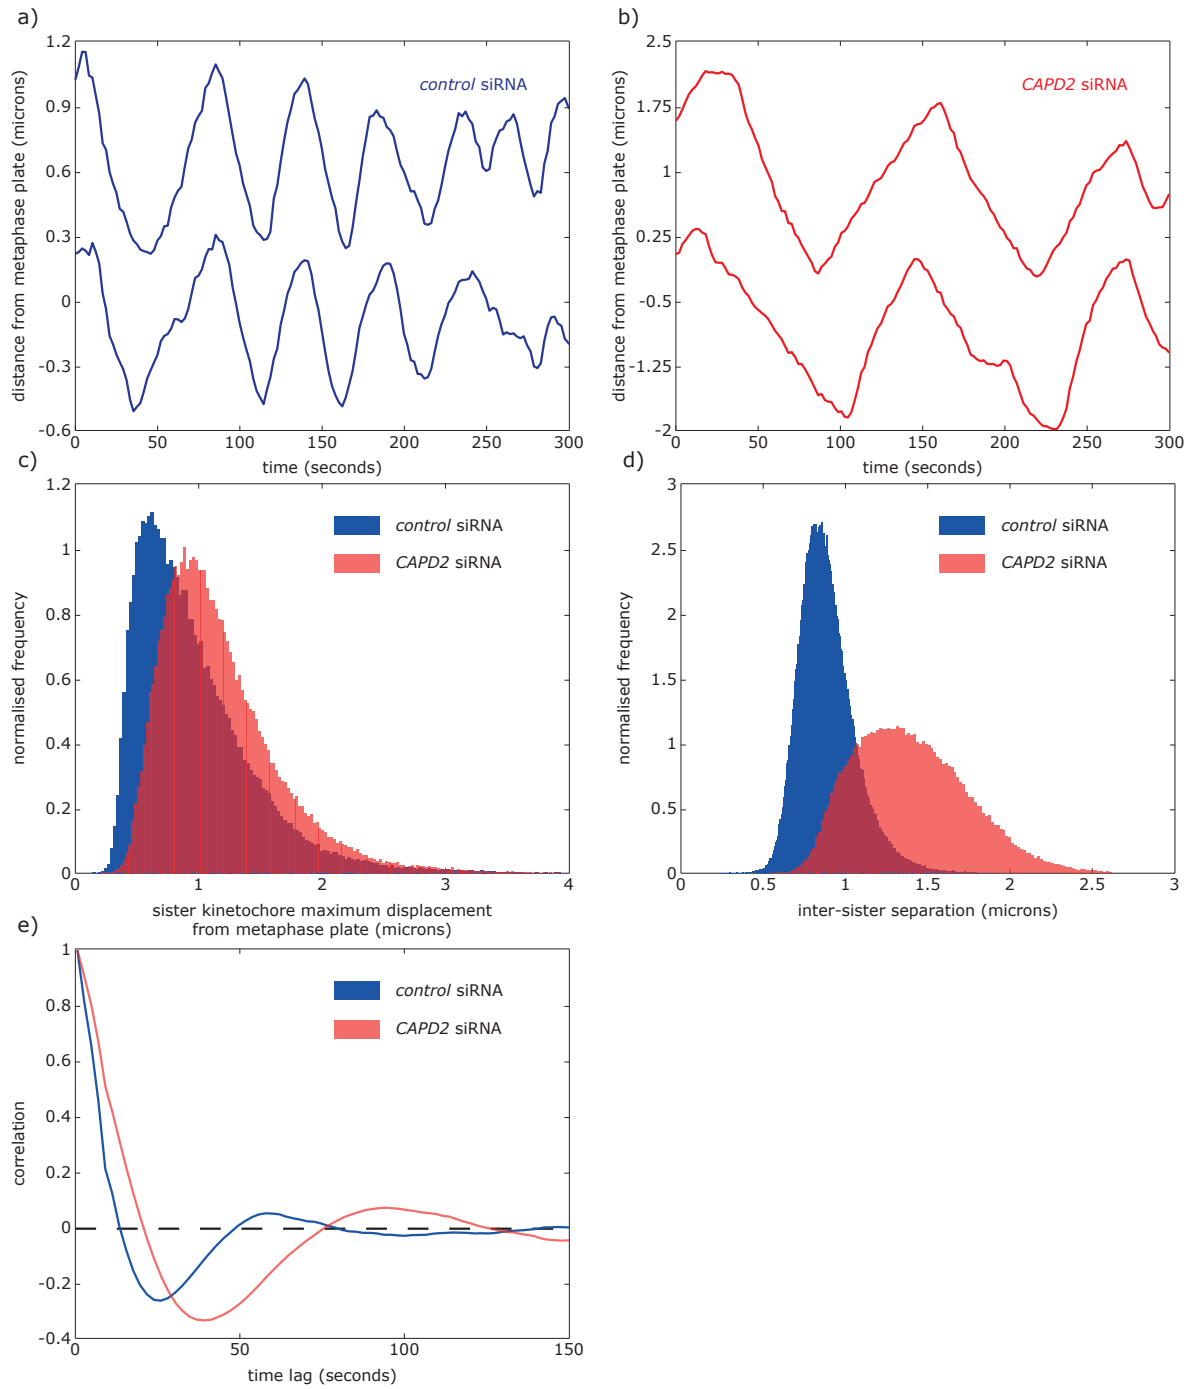 a)
1.2
0.9
0.6
0.3
0
-0.3
-0.6
distance from metaphase plate (microns)
control siRNA
0 50 100 150 200 250 300
time (seconds)
b)
2.5
1.75
1
0.25
-0.5
-1.25
-2
distance from metaphase plate (microns)
CAPD2 siRNA
0 50 100 150 200 250 300
time (seconds)
c)
1.2
1
0.8
0.6
0.4
0.2
0
normalised frequency
control siRNA
CAPD2 siRNA
0 1 2 3 4
sister kinetochore maximum displacement
from metaphase plate (microns)
d)
3
2.5
2
1.5
1
0.5
0
normalised frequency
control siRNA
CAPD2 siRNA
0 0.5 1 1.5 2 2.5 3
inter-sister separation (microns)
e)
1
0.8
0.6
0.4
0.2
0
-0.2
-0.4
correlation
control siRNA
CAPD2 siRNA
0 50 100 150
time lag (seconds)